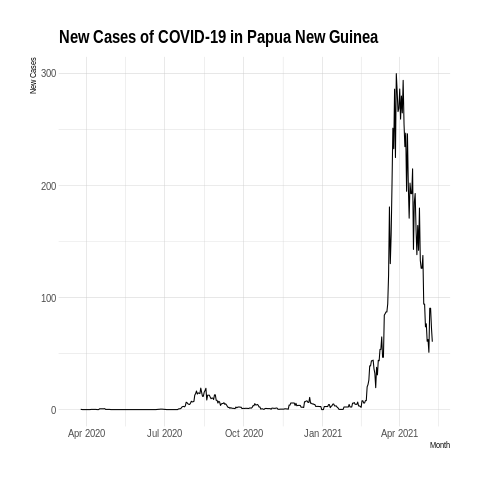 New Cases of COVID-19 in Papua New Guinea
New Cases
300
200
100
0
Apr 2020 Jul 2020 Oct 2020 Jan 2021 Apr 2021
Month